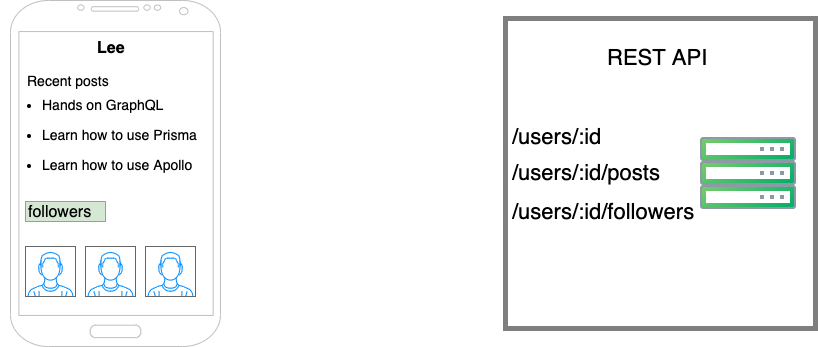 Lee
Recent posts
• Hands on GraphQL
• Learn how to use Prisma
• Learn how to use Apollo
followers
REST API
/users/:id
/users/:id/posts
/users/:id/followers